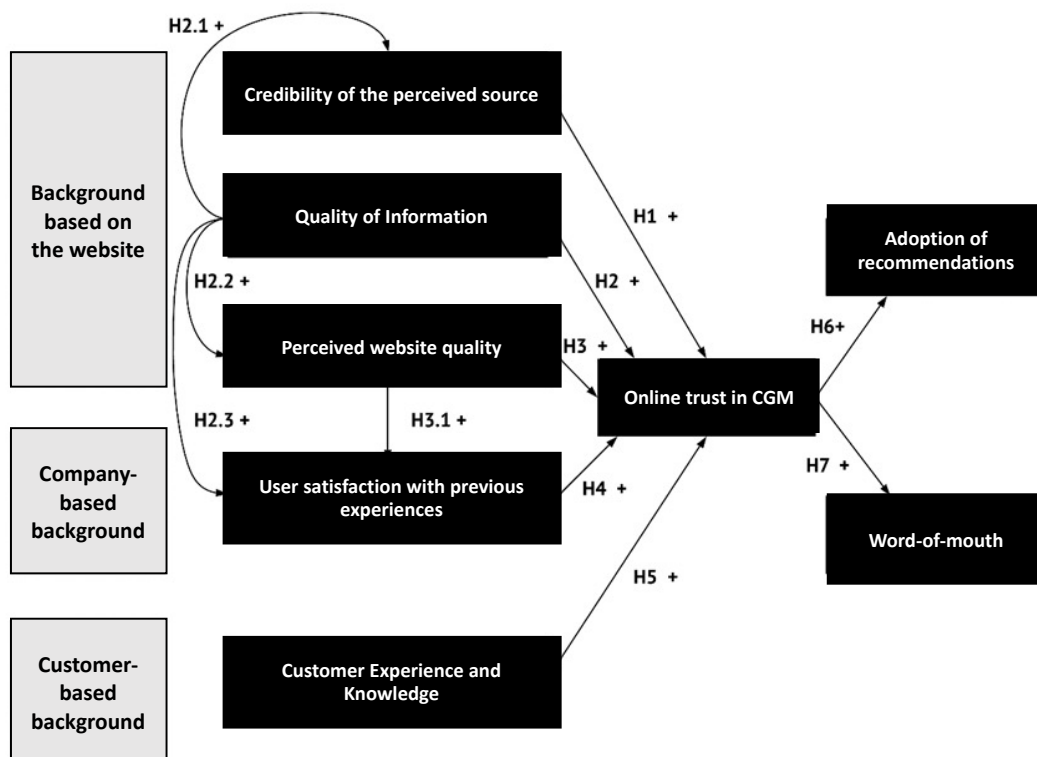 H2.1 +
Credibility of the perceived source
Background
based on
the website
Quality of Information
H1 +
Adoption of
recommendations
H2.2 +
H2 +
Perceived website quality
H3 +
H6+
Online trust in CGM
H2.3 +
H3.1 +
Company-
based
background
User satisfaction with previous
experiences
H4 +
H7 +
Word-of-mouth
H5 +
Customer-
based
background
Customer Experience and
Knowledge